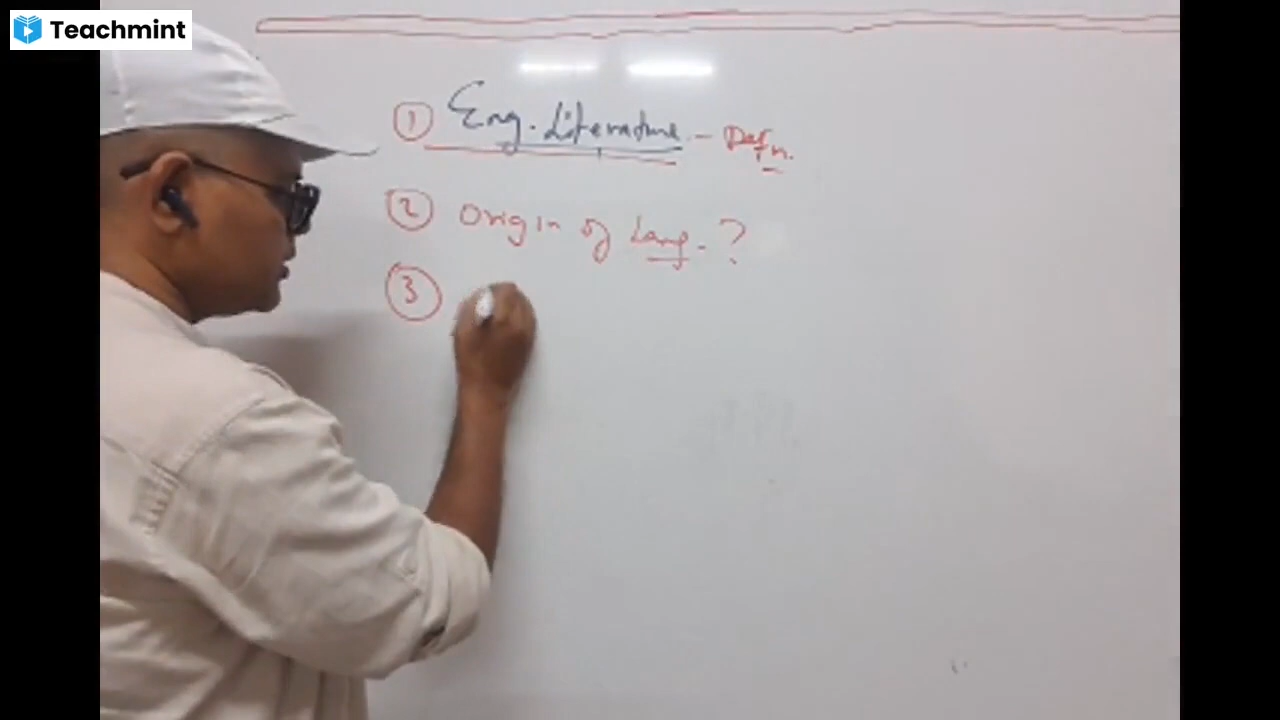 Teachmint
① Eng. Literature - Defn.
② Origin of Lang. ?
③